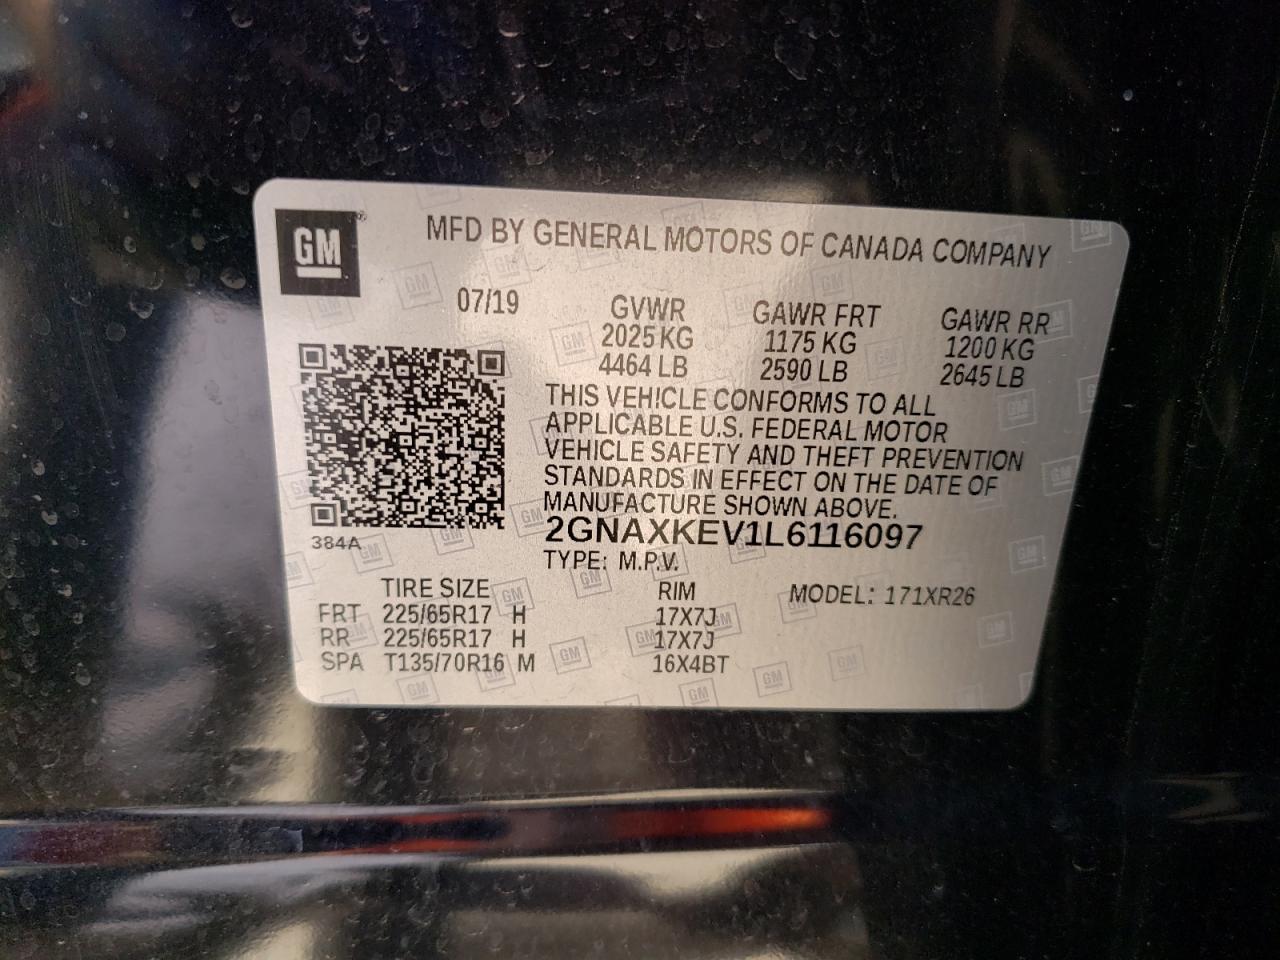 GM
MFD BY GENERAL MOTORS OF CANADA COMPANY
07/19
GVWR GAWR FRT GAWR RR
2025 KG 1175 KG 1200 KG
4464 LB 2590 LB 2645 LB
THIS VEHICLE CONFORMS TO ALL
APPLICABLE U.S. FEDERAL MOTOR
VEHICLE SAFETY AND THEFT PREVENTION
STANDARDS IN EFFECT ON THE DATE OF
MANUFACTURE SHOWN ABOVE.
2GNAXKEV1L6116097
384A
TYPE: M.P.V.
TIRE SIZE RIM MODEL: 171XR26
FRT 225/65R17 H 17X7J
RR 225/65R17 H 17X7J
SPA T135/70R16 M 16X4BT